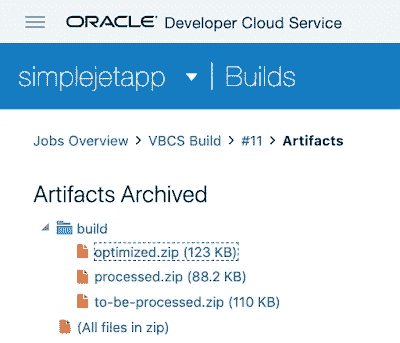 ORACLE® Developer Cloud Service
simplejetapp | Builds
Jobs Overview > VBCS Build > #11 > Artifacts
Artifacts Archived
build
optimized.zip (123 KB)
processed.zip (88.2 KB)
to-be-processed.zip (110 KB)
(All files in zip)